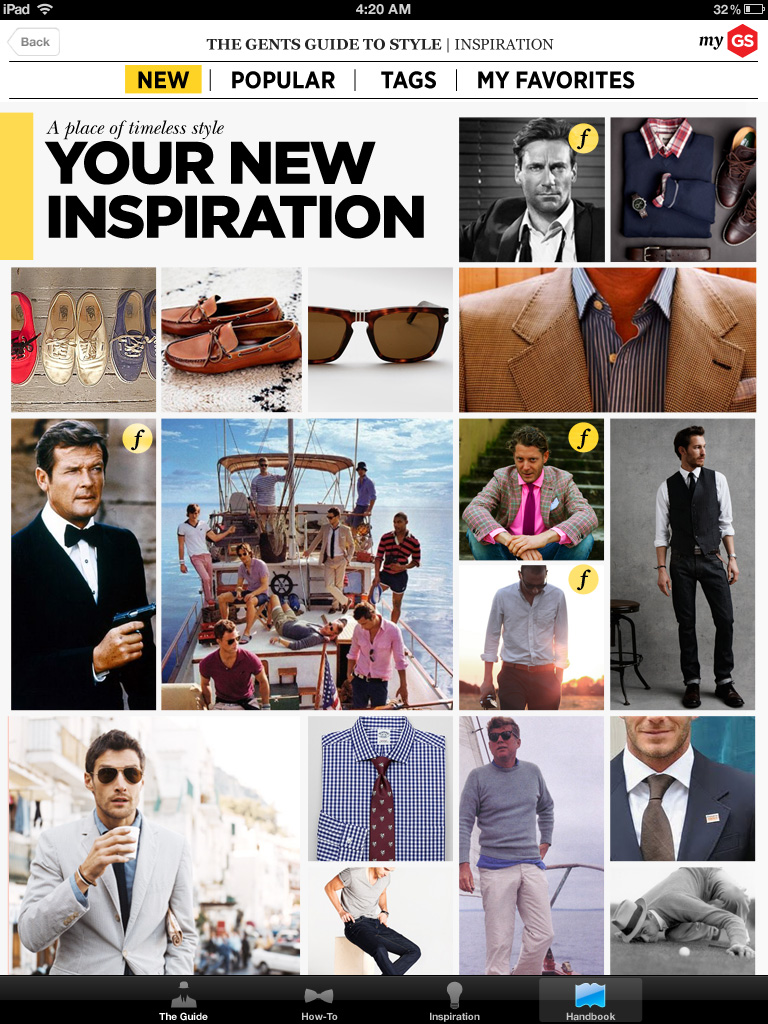 iPad 4:20 AM 32%
Back
THE GENTS GUIDE TO STYLE | INSPIRATION
my GS
NEW | POPULAR | TAGS | MY FAVORITES
A place of timeless style
YOUR NEW
INSPIRATION
f
f
f
f
The Guide
How-To
Inspiration
Handbook